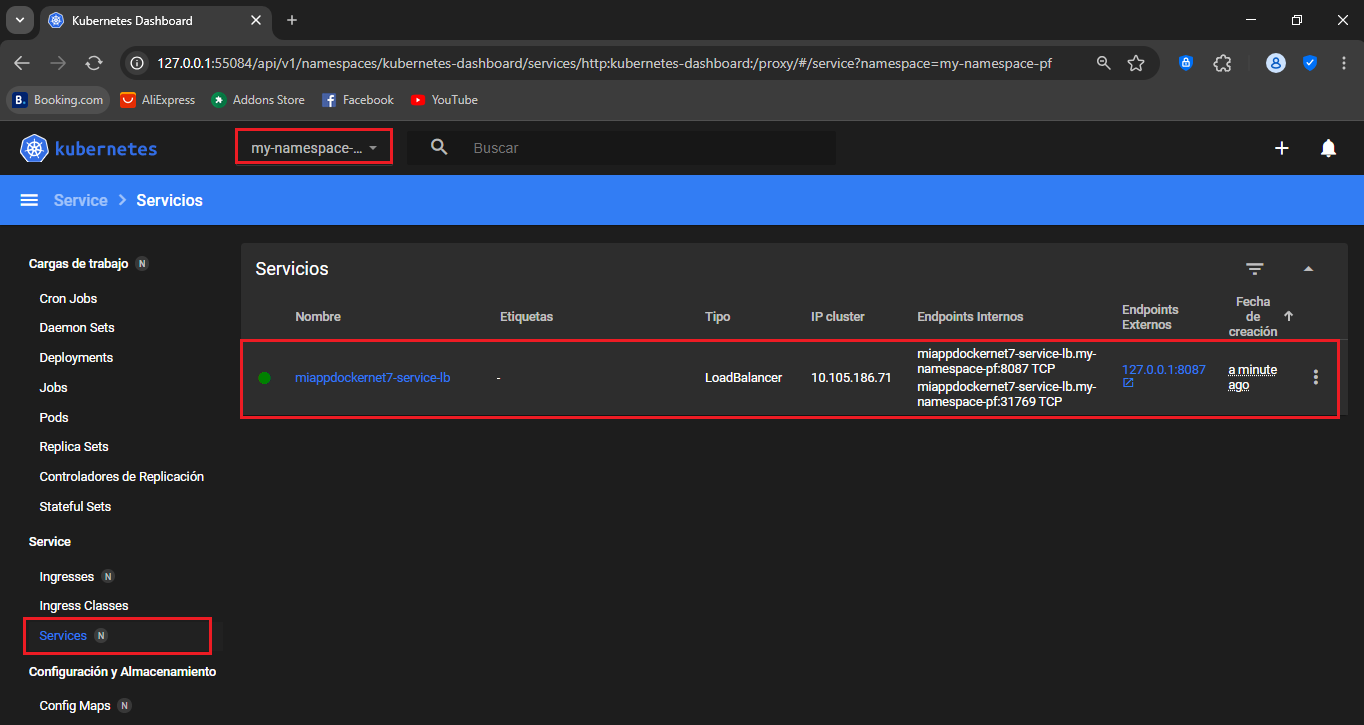 Kubernetes Dashboard
127.0.0.1:55084/api/v1/namespaces/kubernetes-dashboard/services/http:kubernetes-dashboard:/proxy/#/service?namespace=my-namespace-pf
B. Booking.com AliExpress Addons Store Facebook YouTube
kubernetes my-namespace-... Buscar
Service > Servicios
Cargas de trabajo N
Cron Jobs
Daemon Sets
Deployments
Jobs
Pods
Replica Sets
Controladores de Replicación
Stateful Sets
Service
Ingresses N
Ingress Classes
Services N
Configuración y Almacenamiento
Config Maps N
Servicios
Nombre
Etiquetas
Tipo
IP cluster
Endpoints Internos
Endpoints
Externos
Fecha
de
creación
miappdockernet7-service-lb
-
LoadBalancer
10.105.186.71
miappdockernet7-service-lb.my-
namespace-pf:8087 TCP
miappdockernet7-service-lb.my-
namespace-pf:31769 TCP
127.0.0.1:8087
a minute
ago